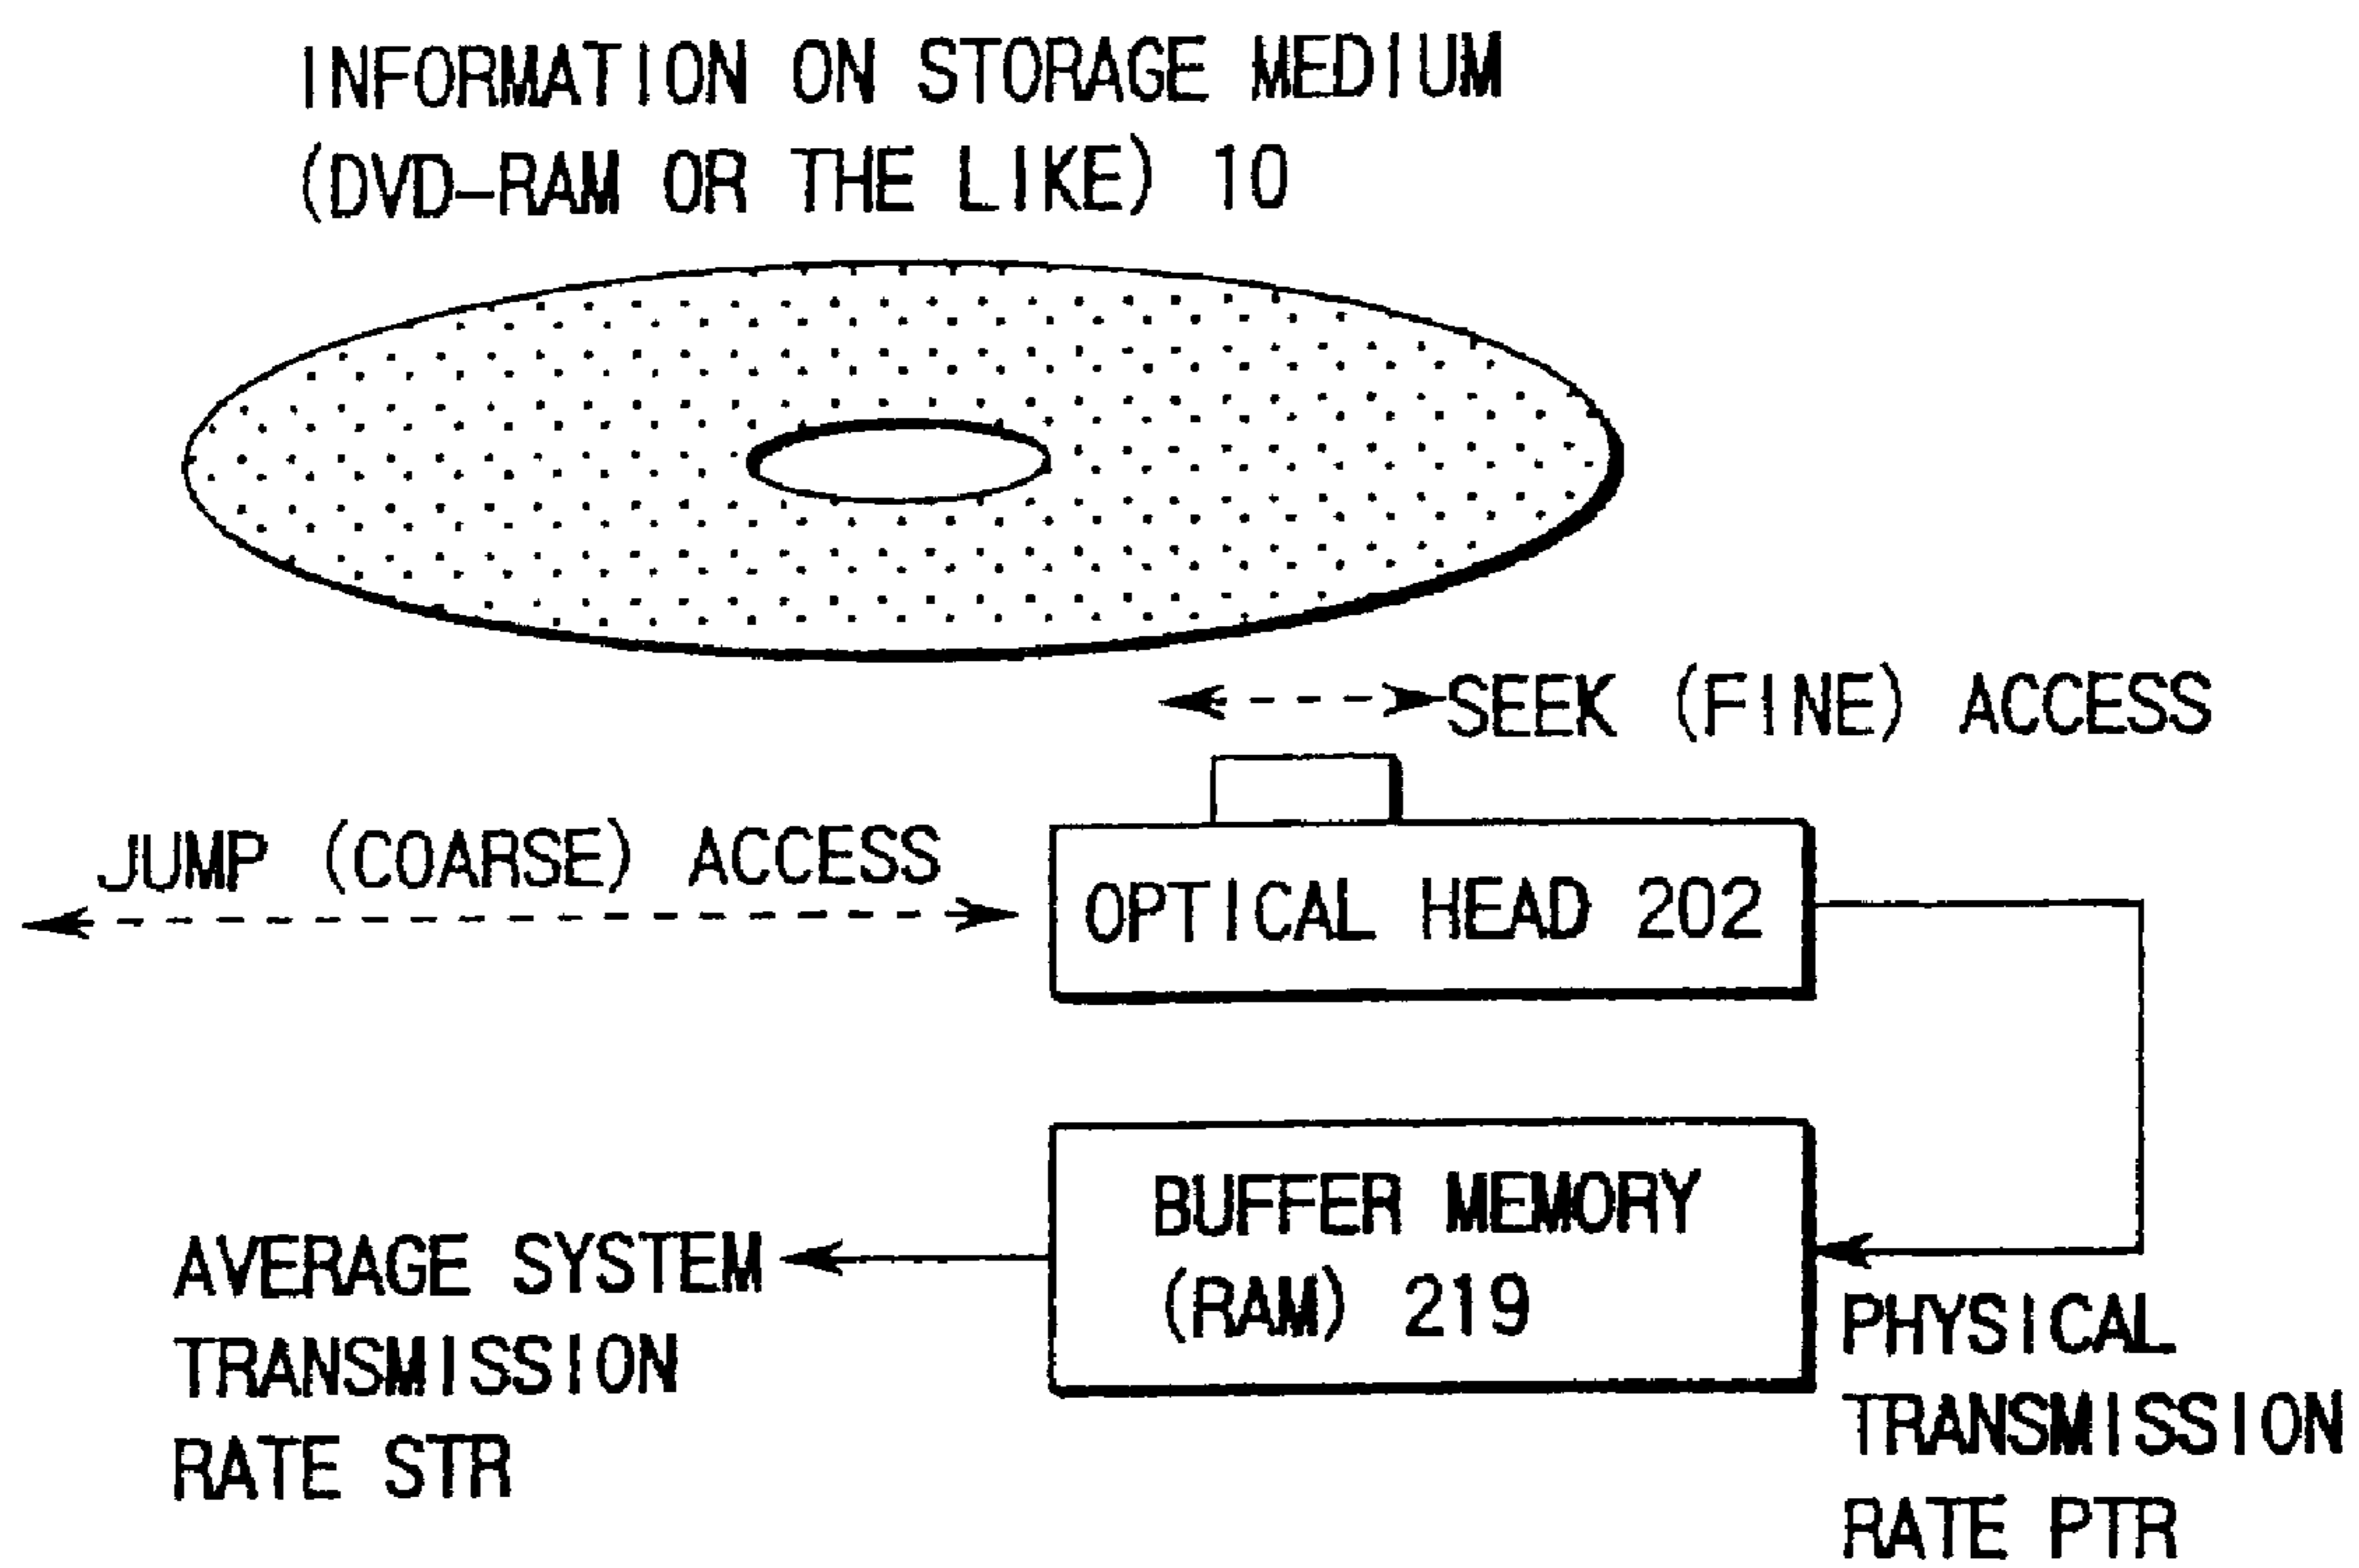 INFORMATION ON STORAGE MEDIUM
(DVD-RAM OR THE LIKE) 10
SEEK (FINE) ACCESS
JUMP (COARSE) ACCESS
OPTICAL HEAD 202
BUFFER MEMORY
(RAM) 219
AVERAGE SYSTEM
TRANSMISSION
RATE STR
PHYSICAL
TRANSMISSION
RATE PTR